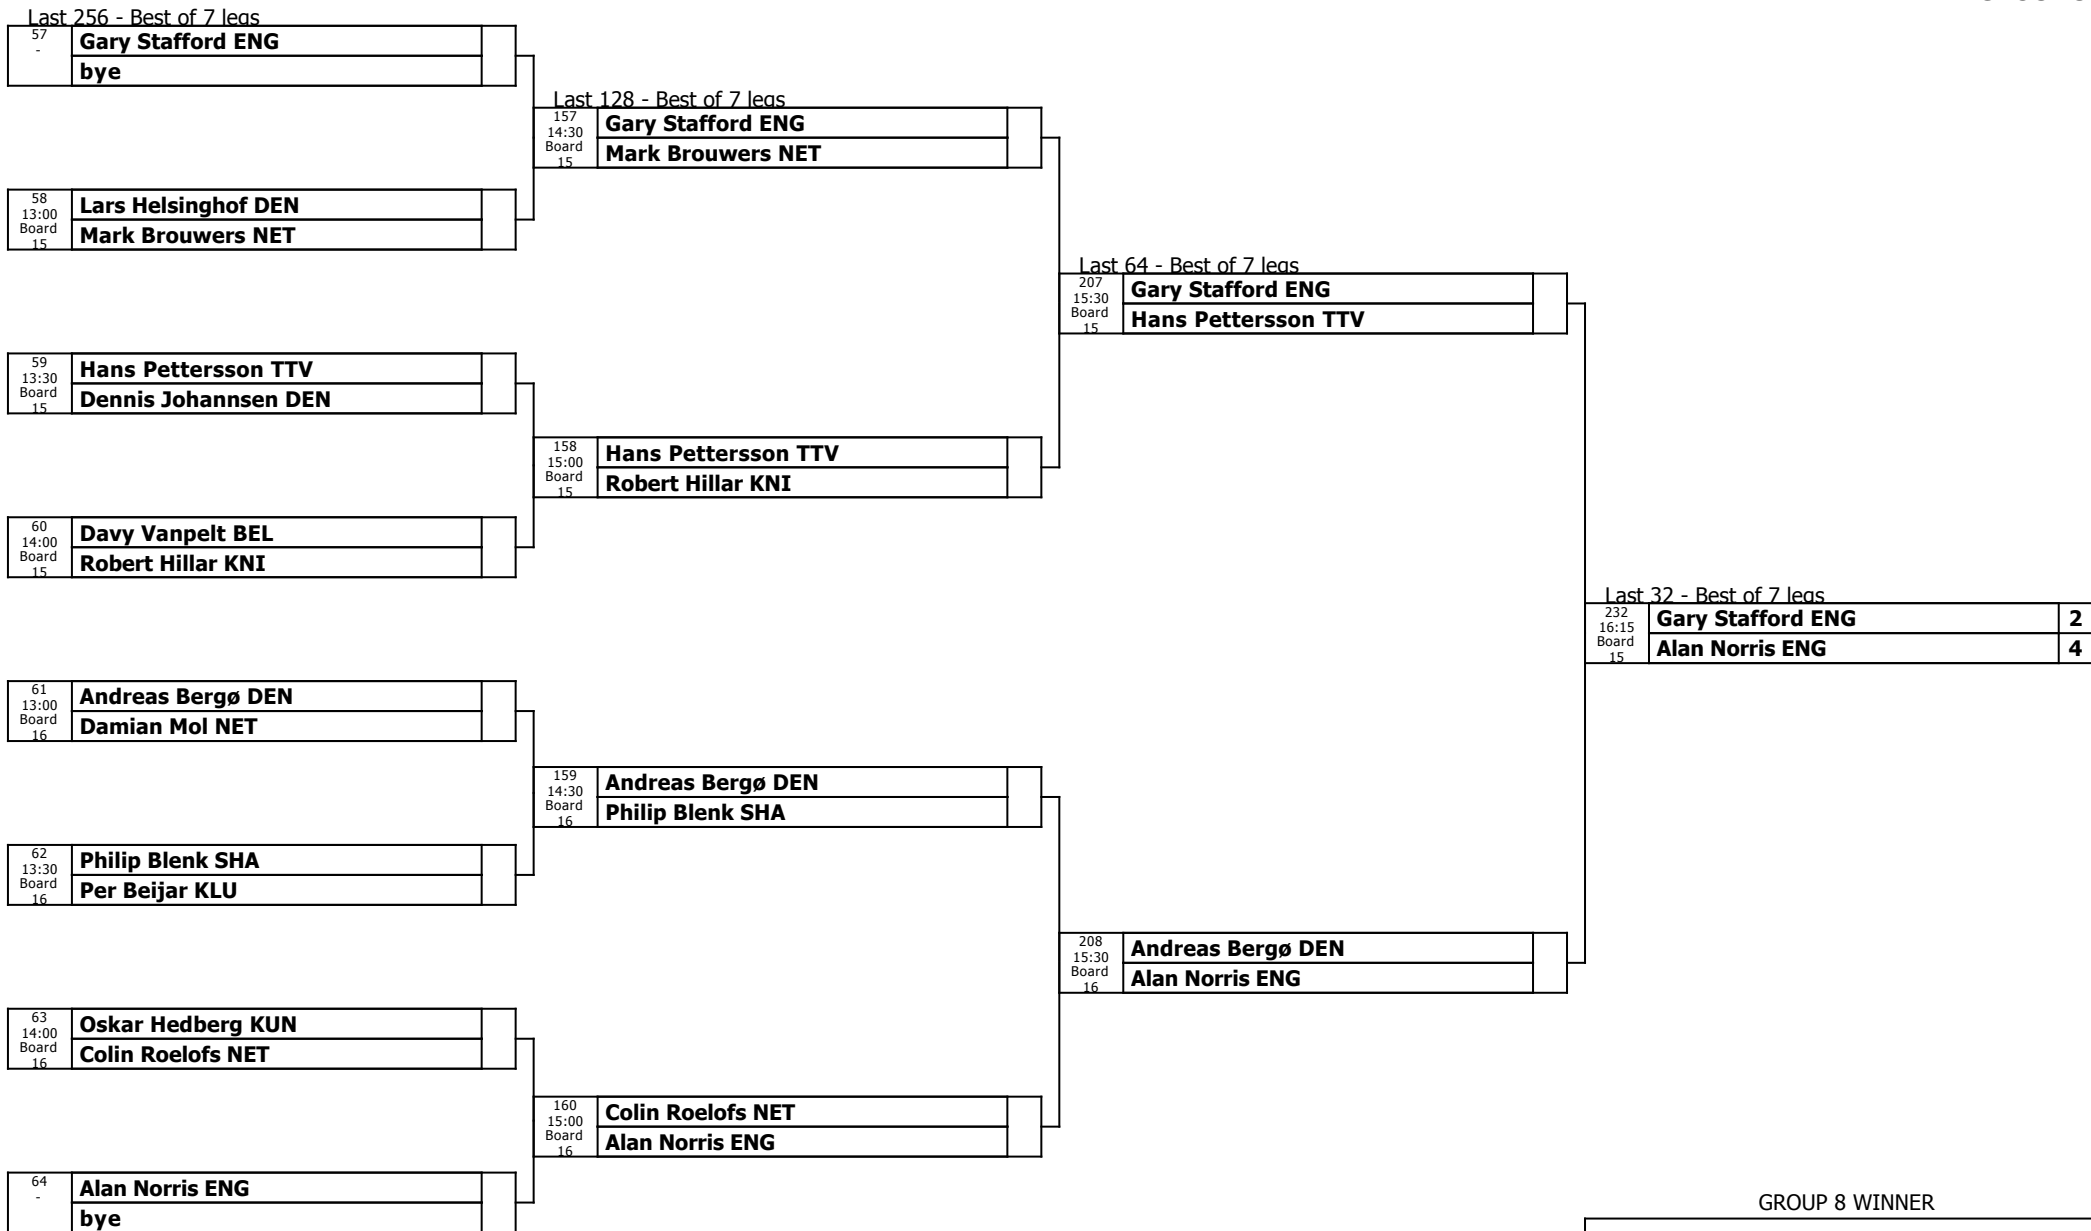 Last 256 - Best of 7 legs
57
-
Gary Stafford ENG
bye
Last 128 - Best of 7 legs
157
14:30
Board
15
Gary Stafford ENG
Mark Brouwers NET
58
13:00
Board
15
Lars Helsinghof DEN
Mark Brouwers NET
Last 64 - Best of 7 legs
207
15:30
Board
15
Gary Stafford ENG
Hans Pettersson TTV
59
13:30
Board
15
Hans Pettersson TTV
Dennis Johannsen DEN
158
15:00
Board
15
Hans Pettersson TTV
Robert Hillar KNI
60
14:00
Board
15
Davy Vanpelt BEL
Robert Hillar KNI
Last 32 - Best of 7 legs
232
16:15
Board
15
Gary Stafford ENG 2
Alan Norris ENG 4
61
13:00
Board
16
Andreas Bergø DEN
Damian Mol NET
159
14:30
Board
16
Andreas Bergø DEN
Philip Blenk SHA
62
13:30
Board
16
Philip Blenk SHA
Per Beijar KLU
208
15:30
Board
16
Andreas Bergø DEN
Alan Norris ENG
63
14:00
Board
16
Oskar Hedberg KUN
Colin Roelofs NET
160
15:00
Board
16
Colin Roelofs NET
Alan Norris ENG
64
-
Alan Norris ENG
bye
GROUP 8 WINNER